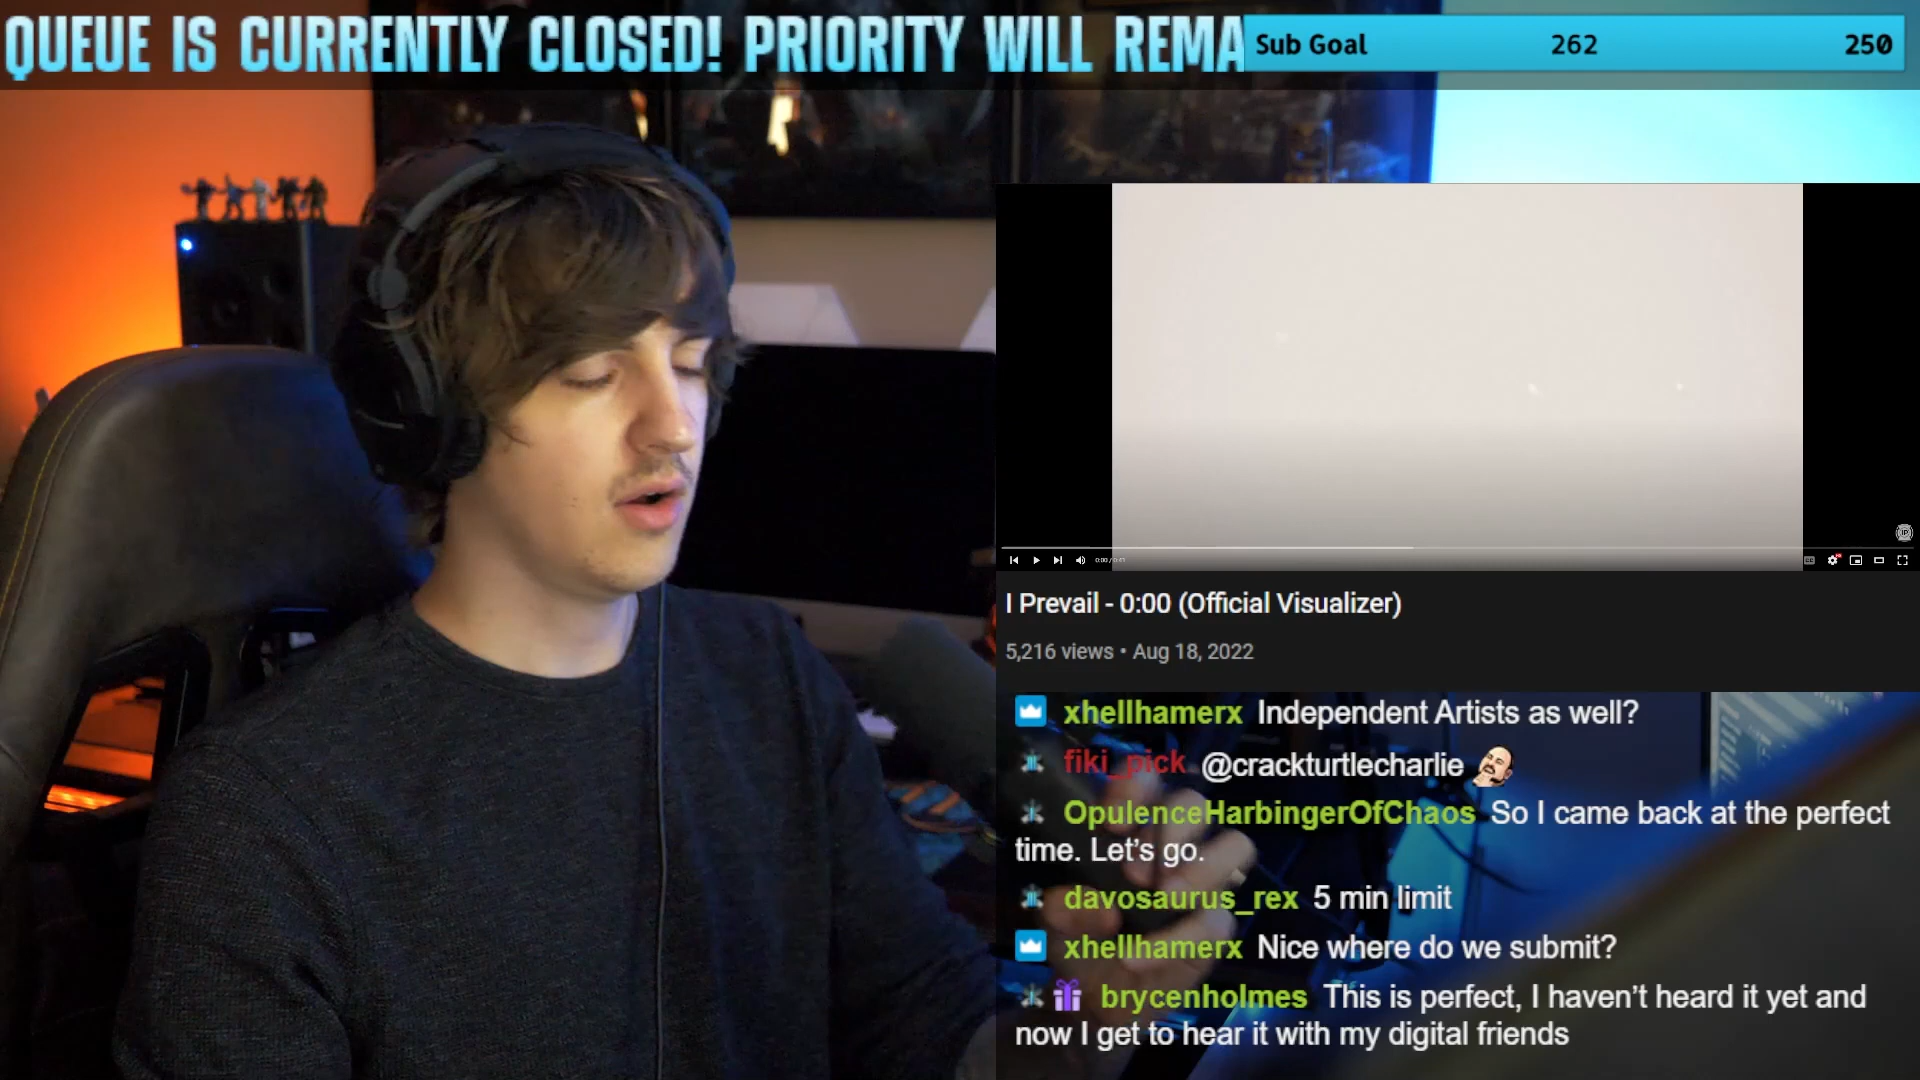 QUEUE IS CURRENTLY CLOSED! PRIORITY WILL REMA
Sub Goal 262 250
I Prevail - 0:00 (Official Visualizer)
5,216 views • Aug 18, 2022
xhellhamerx Independent Artists as well?
fiki_pick @crackturtlecharlie
OpulenceHarbingerOfChaos So I came back at the perfect
time. Let's go.
davosaurus_rex 5 min limit
xhellhamerx Nice where do we submit?
brycenholmes This is perfect, I haven't heard it yet and
now I get to hear it with my digital friends